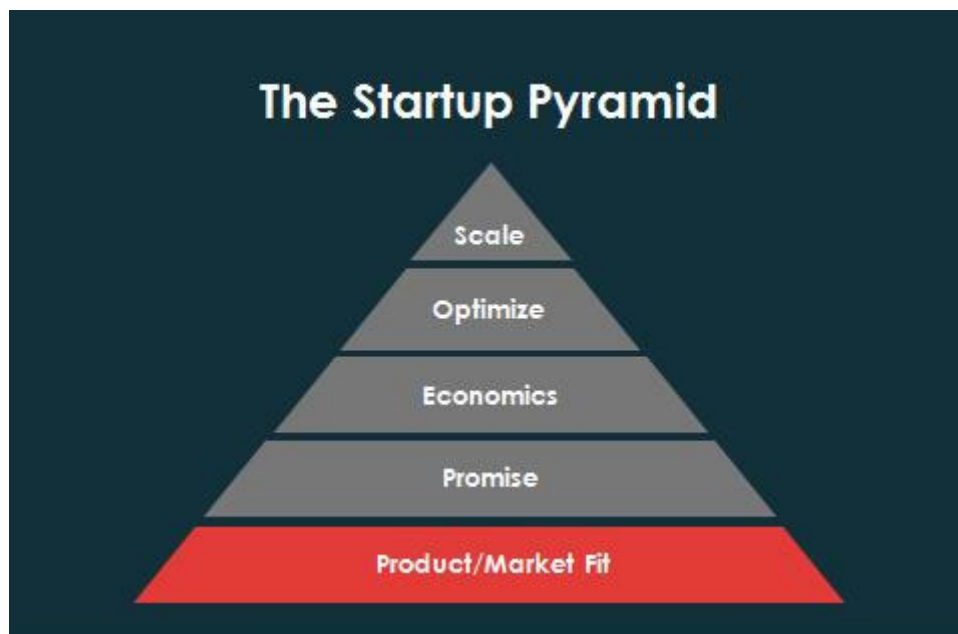 The Startup Pyramid
Scale
Optimize
Economics
Promise
Product/Market Fit